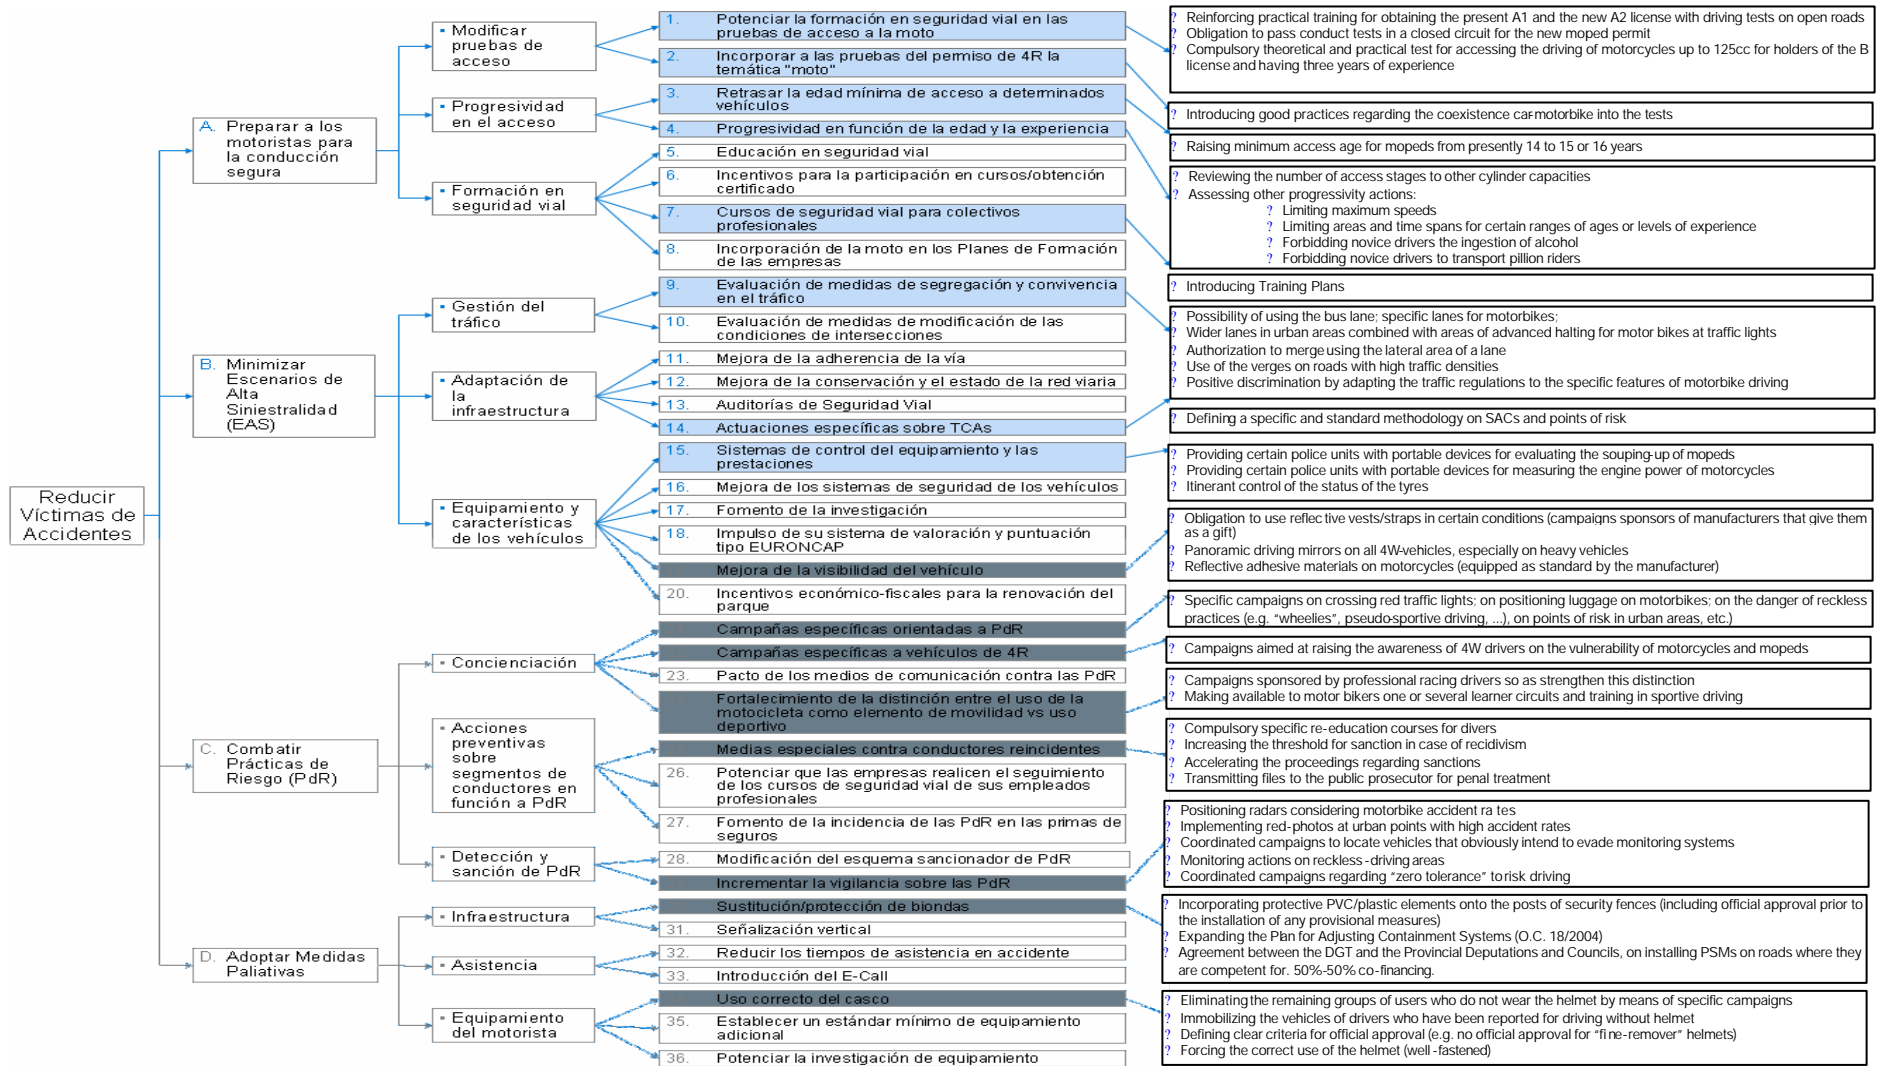 Reducir
Víctimas de
Accidentes
A. Preparar a los
motoristas para
la conducción
segura
B. Minimizar
Escenarios de
Alta
Siniestralidad
(EAS)
C. Combatir
Prácticas de
Riesgo (PdR)
D. Adoptar Medidas
Paliativas
▪ Modificar
pruebas de
acceso
▪ Progresividad
en el acceso
▪ Formación en
seguridad vial
▪ Gestión del
tráfico
▪ Adaptación de
la
infraestructura
▪ Equipamiento y
características
de los vehículos
▪ Concienciación
▪ Acciones
preventivas
sobre
segmentos de
conductores en
función a PdR
▪ Detección y
sanción de PdR
▪ Infraestructura
▪ Asistencia
▪ Equipamiento
del motorista
1. Potenciar la formación en seguridad vial en las
pruebas de acceso a la moto
2. Incorporar a las pruebas del permiso de 4R la
temática "moto"
3. Retrasar la edad mínima de acceso a determinados
vehículos
4. Progresividad en función de la edad y la experiencia
5. Educación en seguridad vial
6. Incentivos para la participación en cursos/obtención
certificado
7. Cursos de seguridad vial para colectivos
profesionales
8. Incorporación de la moto en los Planes de Formación
de las empresas
9. Evaluación de medidas de segregación y convivencia
en el tráfico
10. Evaluación de medidas de modificación de las
condiciones de intersecciones
11. Mejora de la adherencia de la vía
12. Mejora de la conservación y el estado de la red viaria
13. Auditorías de Seguridad Vial
14. Actuaciones específicas sobre TCAs
15. Sistemas de control del equipamiento y las
prestaciones
16. Mejora de los sistemas de seguridad de los vehículos
17. Fomento de la investigación
18. Impulso de su sistema de valoración y puntuación
tipo EURONCAP
Mejora de la visibilidad del vehículo
20. Incentivos económico-fiscales para la renovación del
parque
Campañas específicas orientadas a PdR
Campañas específicas a vehículos de 4R
23. Pacto de los medios de comunicación contra las PdR
Fortalecimiento de la distinción entre el uso de la
motocicleta como elemento de movilidad vs uso
deportivo
Medias especiales contra conductores reincidentes
26. Potenciar que las empresas realicen el seguimiento
de los cursos de seguridad vial de sus empleados
profesionales
27. Fomento de la incidencia de las PdR en las primas de
seguros
28. Modificación del esquema sancionador de PdR
Incrementar la vigilancia sobre las PdR
Sustitución/protección de biondas
31. Señalización vertical
32. Reducir los tiempos de asistencia en accidente
33. Introducción del E-Call
Uso correcto del casco
35. Establecer un estándar mínimo de equipamiento
adicional
36. Potenciar la investigación de equipamiento
? Reinforcing practical training for obtaining the present A1 and the new A2 license with driving tests on open roads
? Obligation to pass conduct tests in a closed circuit for the new moped permit
? Compulsory theoretical and practical test for accessing the driving of motorcycles up to 125cc for holders of the B
license and having three years of experience
? Introducing good practices regarding the coexistence car-motorbike into the tests
? Raising minimum access age for mopeds from presently 14 to 15 or 16 years
? Reviewing the number of access stages to other cylinder capacities
? Assessing other progressivity actions:
? Limiting maximum speeds
? Limiting areas and time spans for certain ranges of ages or levels of experience
? Forbidding novice drivers the ingestion of alcohol
? Forbidding novice drivers to transport pillion riders
? Introducing Training Plans
? Possibility of using the bus lane; specific lanes for motorbikes;
? Wider lanes in urban areas combined with areas of advanced halting for motor bikes at traffic lights
? Authorization to merge using the lateral area of a lane
? Use of the verges on roads with high traffic densities
? Positive discrimination by adapting the traffic regulations to the specific features of motorbike driving
? Defining a specific and standard methodology on SACs and points of risk
? Providing certain police units with portable devices for evaluating the souping-up of mopeds
? Providing certain police units with portable devices for measuring the engine power of motorcycles
? Itinerant control of the status of the tyres
? Obligation to use reflective vests/straps in certain conditions (campaigns sponsors of manufacturers that give them
as a gift)
? Panoramic driving mirrors on all 4W-vehicles, especially on heavy vehicles
? Reflective adhesive materials on motorcycles (equipped as standard by the manufacturer)
? Specific campaigns on crossing red traffic lights; on positioning luggage on motorbikes; on the danger of reckless
practices (e.g. "wheelies", pseudo-sportive driving, ...), on points of risk in urban areas, etc.)
? Campaigns aimed at raising the awareness of 4W drivers on the vulnerability of motorcycles and mopeds
? Campaigns sponsored by professional racing drivers so as strengthen this distinction
? Making available to motor bikers one or several learner circuits and training in sportive driving
? Compulsory specific re-education courses for divers
? Increasing the threshold for sanction in case of recidivism
? Accelerating the proceedings regarding sanctions
? Transmitting files to the public prosecutor for penal treatment
? Positioning radars considering motorbike accident rates
? Implementing red-photos at urban points with high accident rates
? Coordinated campaigns to locate vehicles that obviously intend to evade monitoring systems
? Monitoring actions on reckless-driving areas
? Coordinated campaigns regarding "zero tolerance" to risk driving
? Incorporating protective PVC/plastic elements onto the posts of security fences (including official approval prior to
the installation of any provisional measures)
? Expanding the Plan for Adjusting Containment Systems (O.C. 18/2004)
? Agreement between the DGT and the Provincial Deputations and Councils, on installing PSMs on roads where they
are competent for. 50%-50% co-financing.
? Eliminating the remaining groups of users who do not wear the helmet by means of specific campaigns
? Immobilizing the vehicles of drivers who have been reported for driving without helmet
? Defining clear criteria for official approval (e.g. no official approval for "fine-remover" helmets)
? Forcing the correct use of the helmet (well-fastened)